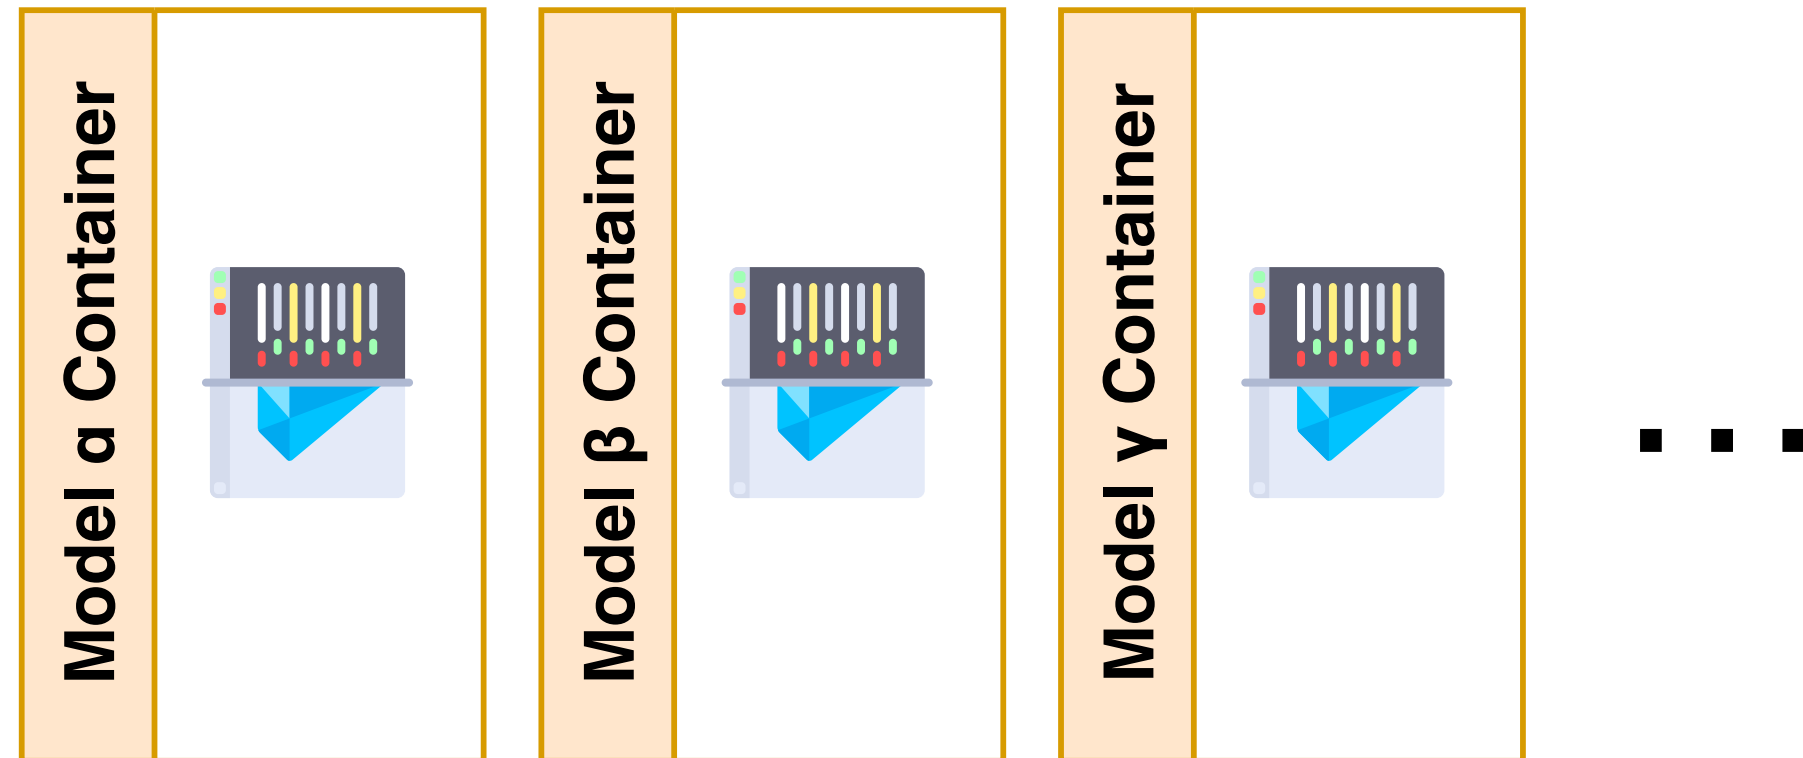 Model α Container
Model β Container
Model γ Container
. . .